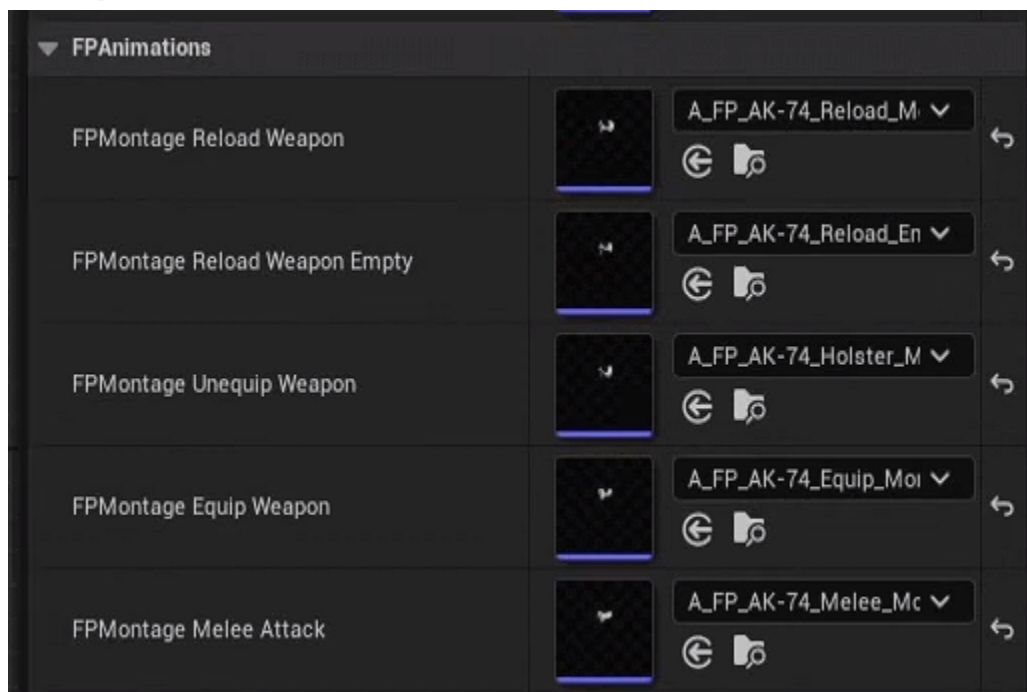 FPAnimations
FPMontage Reload Weapon
A_FP_AK-74_Reload_M
FPMontage Reload Weapon Empty
A_FP_AK-74_Reload_En
FPMontage Unequip Weapon
A_FP_AK-74_Holster_M
FPMontage Equip Weapon
A_FP_AK-74_Equip_Mo
FPMontage Melee Attack
A_FP_AK-74_Melee_Mc